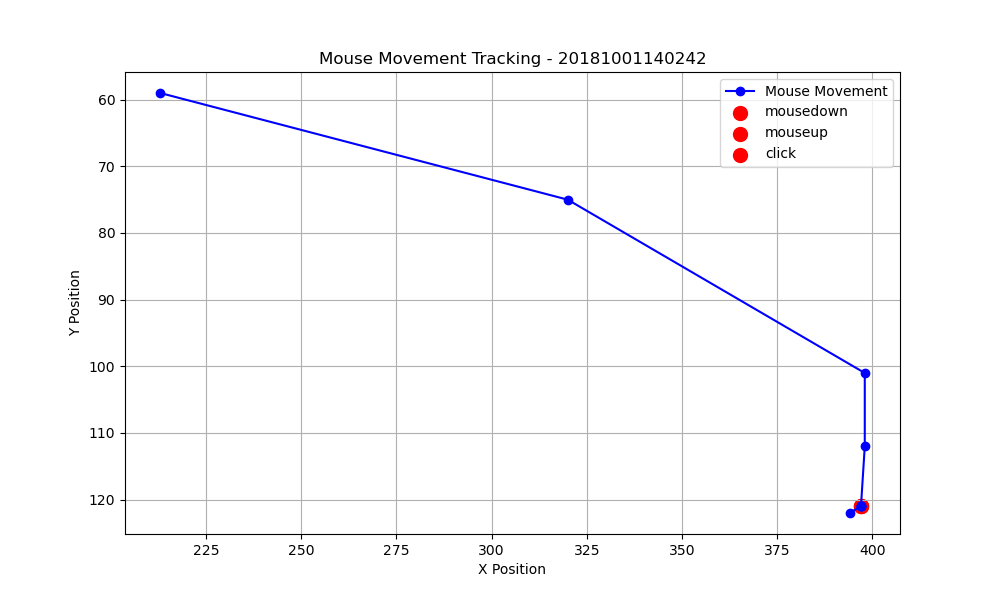 Mouse Movement Tracking - 20181001140242
Mouse Movement
mousedown
mouseup
click
60
70
80
90
100
110
120
Y Position
225
250
275
300
325
350
375
400
X Position